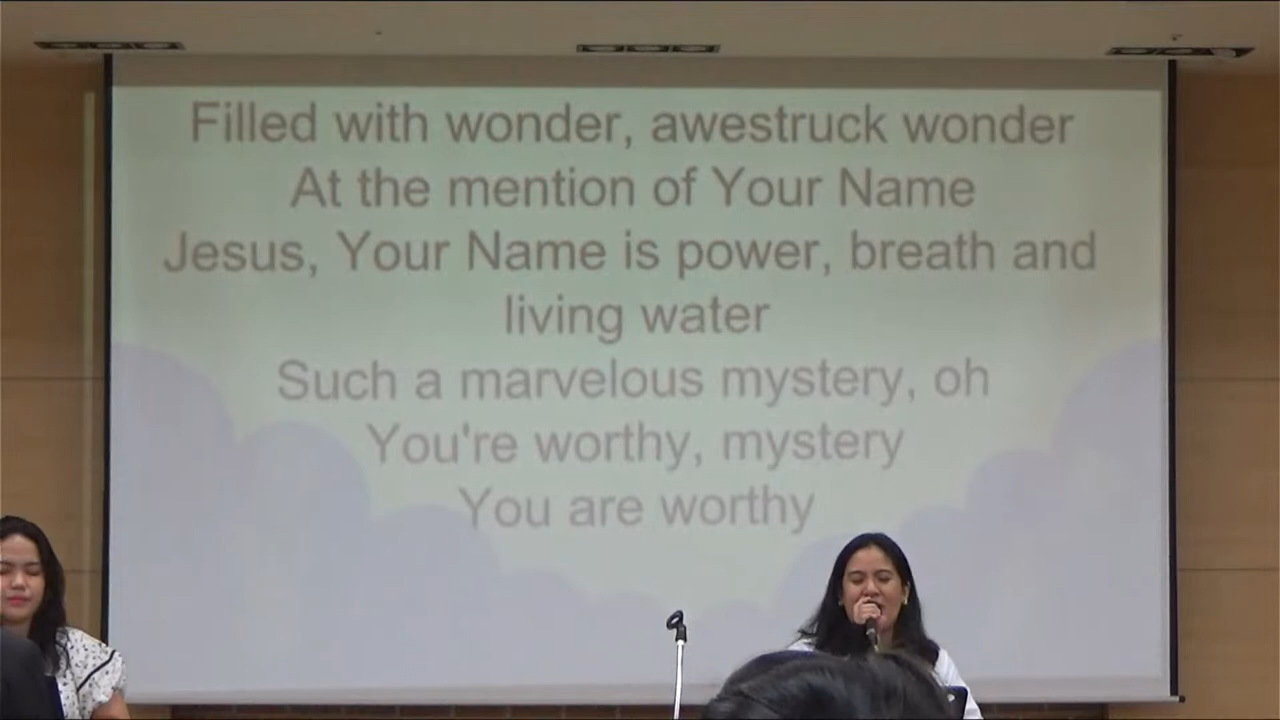 Filled with wonder, awestruck wonder
At the mention of Your Name
Jesus, Your Name is power, breath and
living water
Such a marvelous mystery, oh
You're worthy, mystery
You are worthy